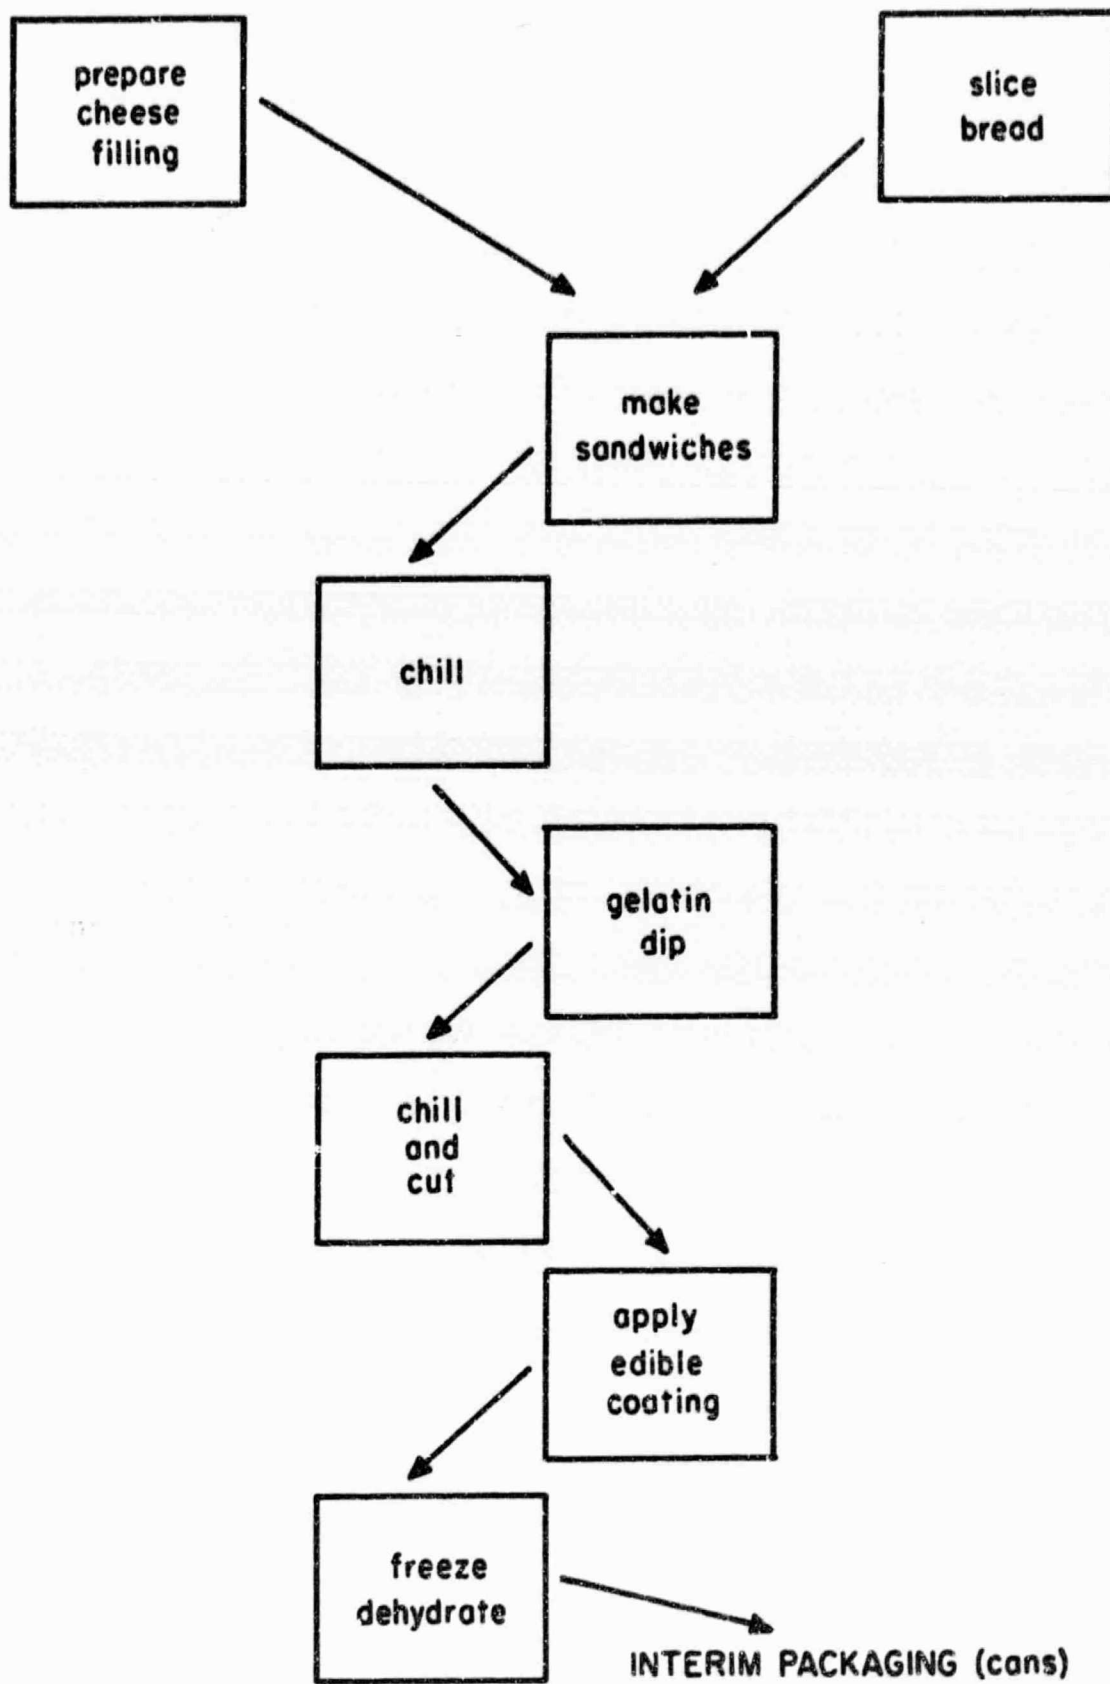 prepare
cheese
filling
slice
bread
make
sandwiches
chill
gelatin
dip
chill
and
cut
apply
edible
coating
freeze
dehydrate
INTERIM PACKAGING (cans)